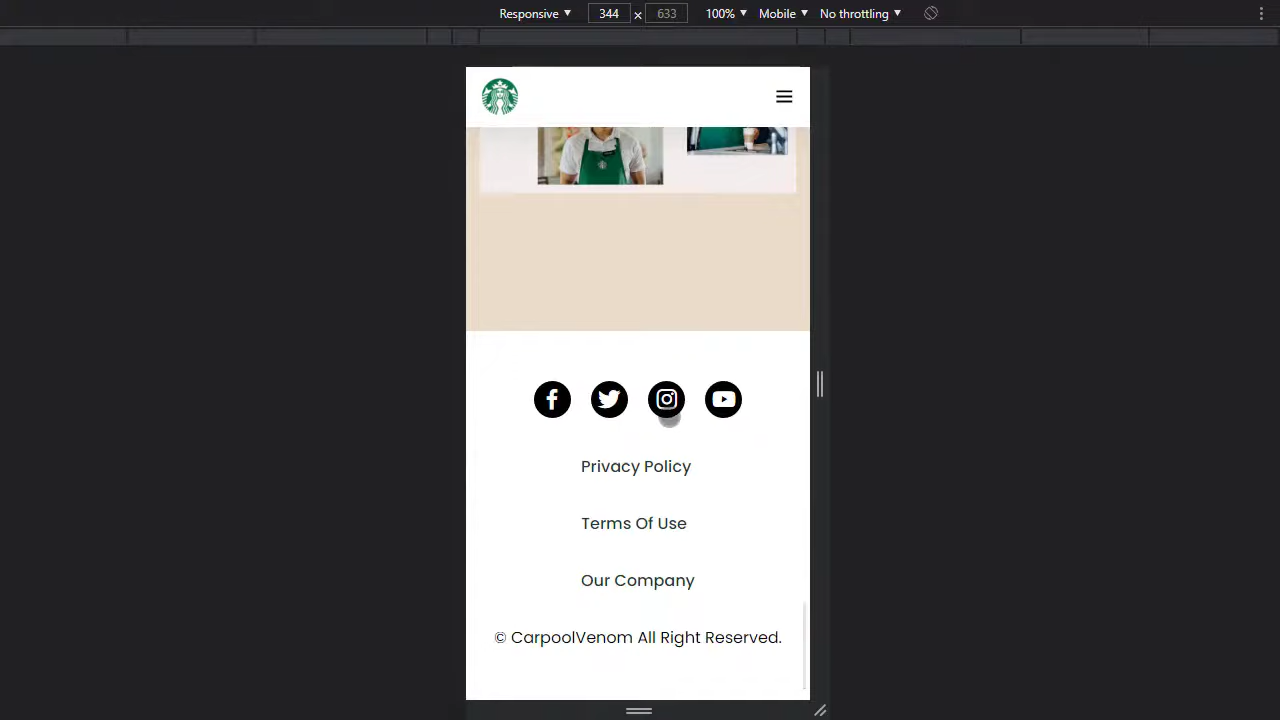 Responsive 344 x 633 100% Mobile No throttling
Privacy Policy
Terms Of Use
Our Company
© CarpoolVenom All Right Reserved.